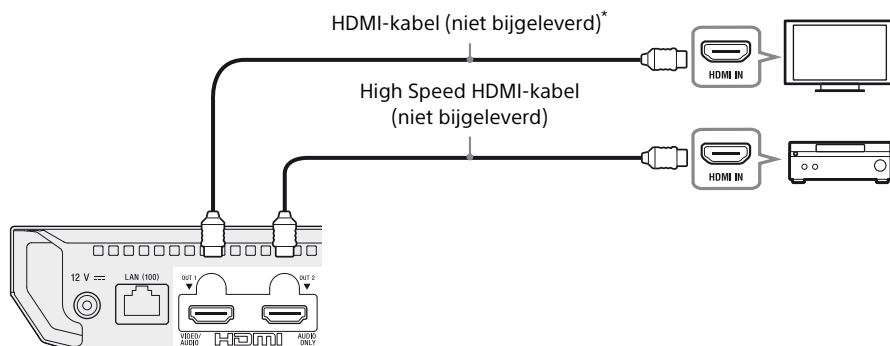 HDMI-kabel (niet bijgeleverd)*
HDMI IN
High Speed HDMI-kabel
(niet bijgeleverd)
HDMI IN
12 V
LAN (100)
OUT 1
OUT 2
VIDEO/
AUDIO
HDMI
AUDIO
ONLY